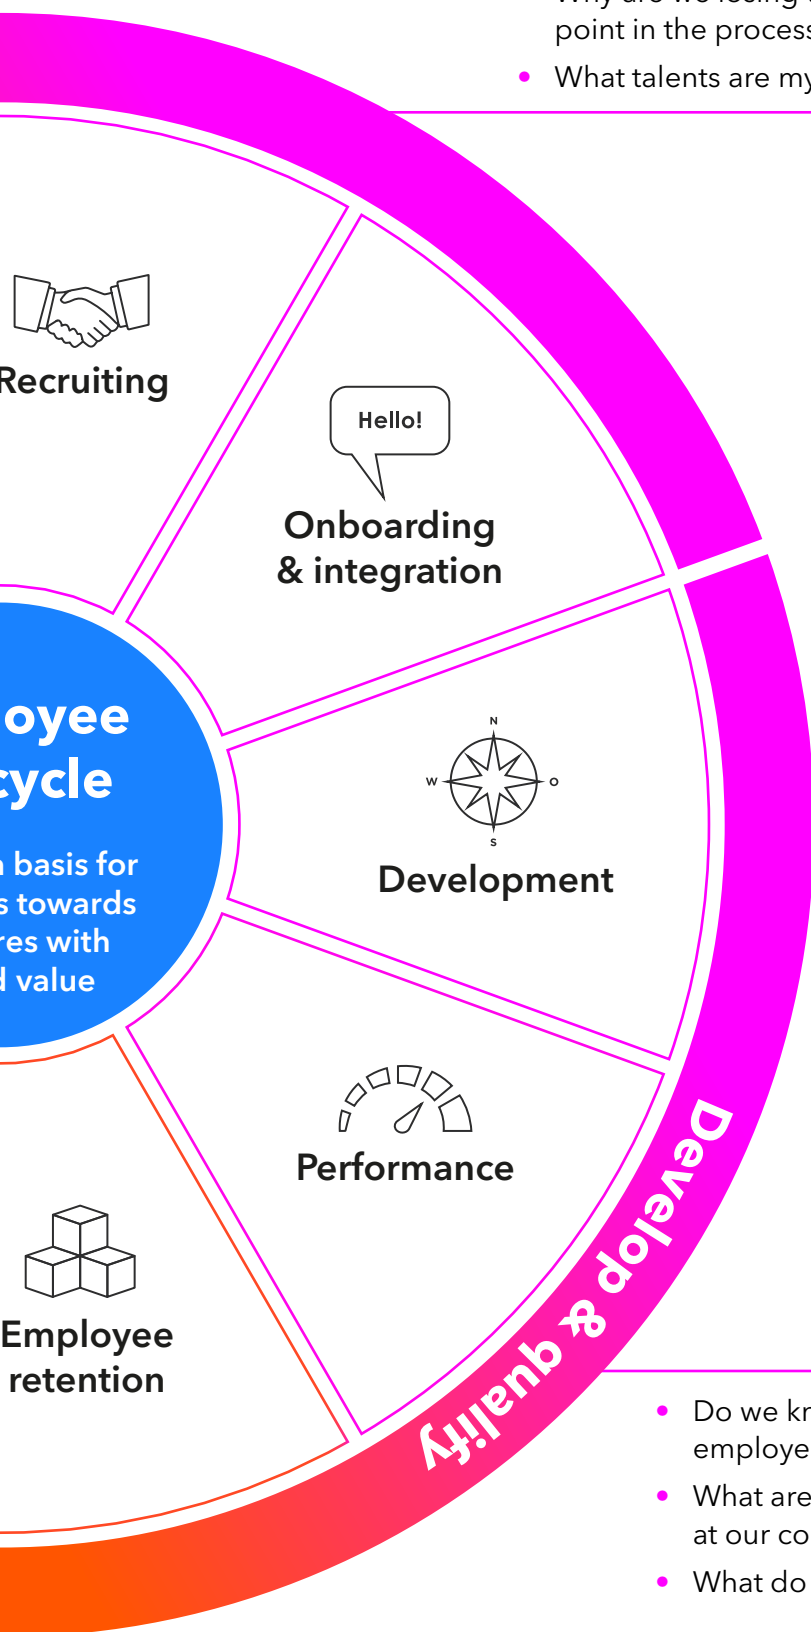 point in the process
What talents are my
Recruiting
Hello!
Onboarding
& integration
oyee
cycle
basis for
s towards
res with
d value
N
W O
S
Development
Performance
Develop & qualify
Employee
retention
Do we kn
employe
What are
at our co
What do